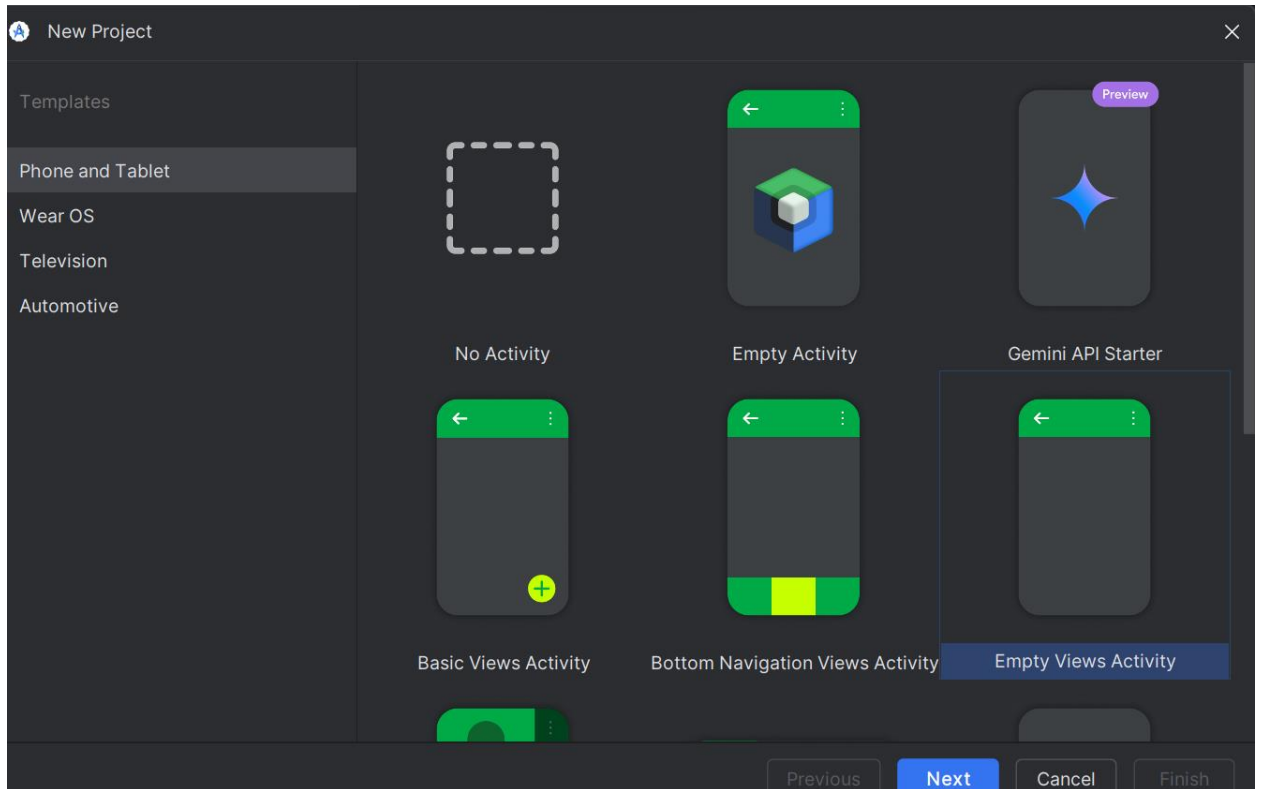 New Project
Templates
Phone and Tablet
Wear OS
Television
Automotive
Preview
No Activity
Empty Activity
Gemini API Starter
Basic Views Activity
Bottom Navigation Views Activity
Empty Views Activity
Previous
Next
Cancel
Finish